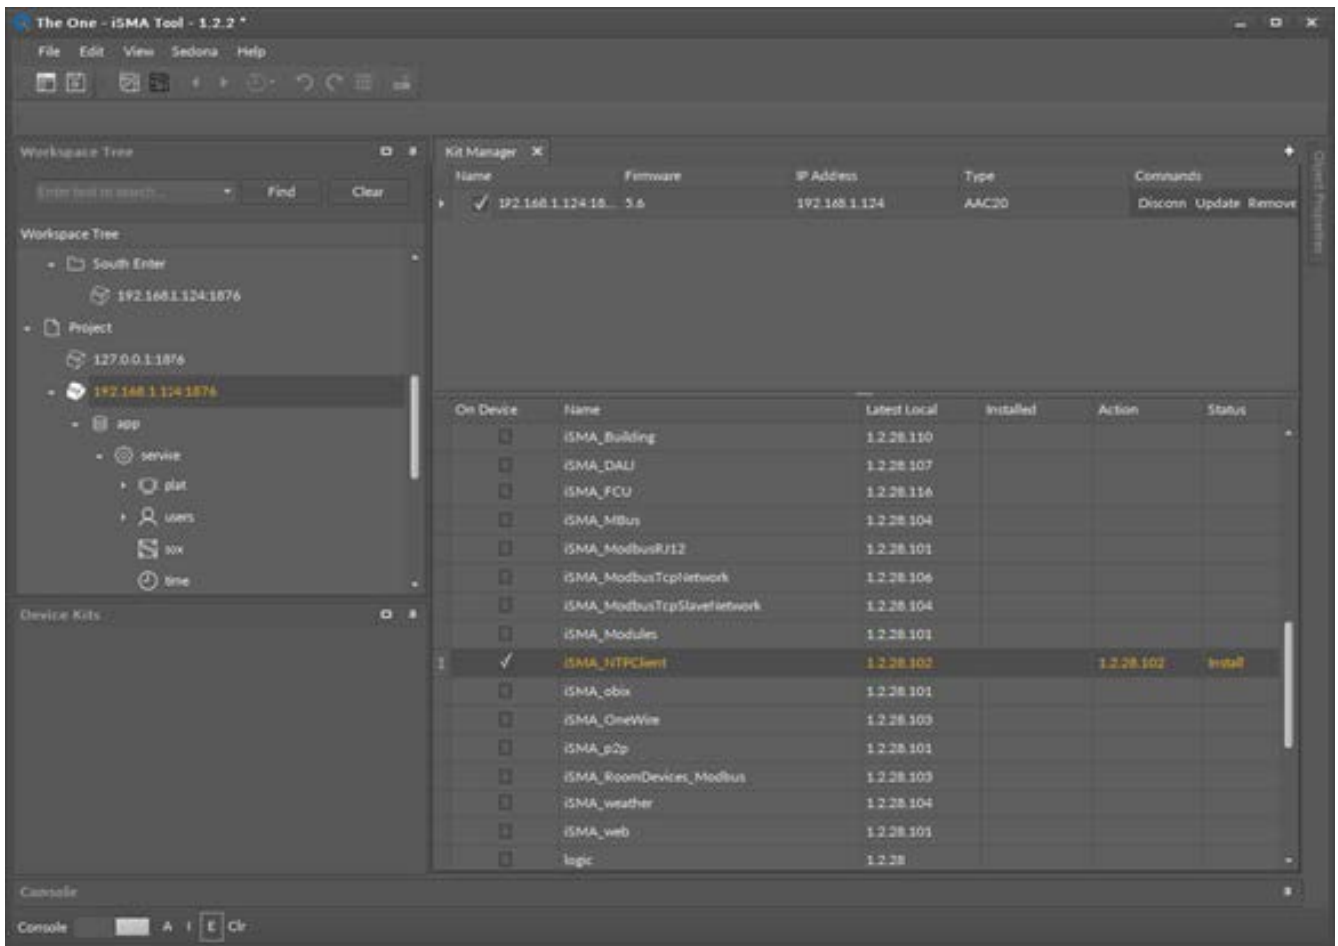 The One - iSMA Tool - 1.2.2 *
File Edit View Sedona Help
Workspace Tree
Enter text to search...
Find
Clear
Workspace Tree
South Enter
192.168.1.124:1876
Project
127.0.0.1:1876
192.168.1.124:1876
app
service
plat
users
sox
time
Device Kits
Kit Manager
Name Firmware IP Address Type Commands
192.168.1.124:18... 5.6 192.168.1.124 AAC20 Disconn Update Remove
Object Properties
On Device Name Latest Local Installed Action Status
iSMA_Building 1.2.28.110
iSMA_DALI 1.2.28.107
iSMA_FCU 1.2.28.116
iSMA_MBus 1.2.28.104
iSMA_ModbusRJ12 1.2.28.101
iSMA_ModbusTcpNetwork 1.2.28.106
iSMA_ModbusTcpSlaveNetwork 1.2.28.104
iSMA_Modules 1.2.28.101
1 iSMA_NTPClient 1.2.28.102 1.2.28.102 Install
iSMA_obix 1.2.28.101
iSMA_OneWire 1.2.28.103
iSMA_p2p 1.2.28.101
iSMA_RoomDevices_Modbus 1.2.28.103
iSMA_weather 1.2.28.104
iSMA_web 1.2.28.101
logic 1.2.28
Console
Console A I E Clr